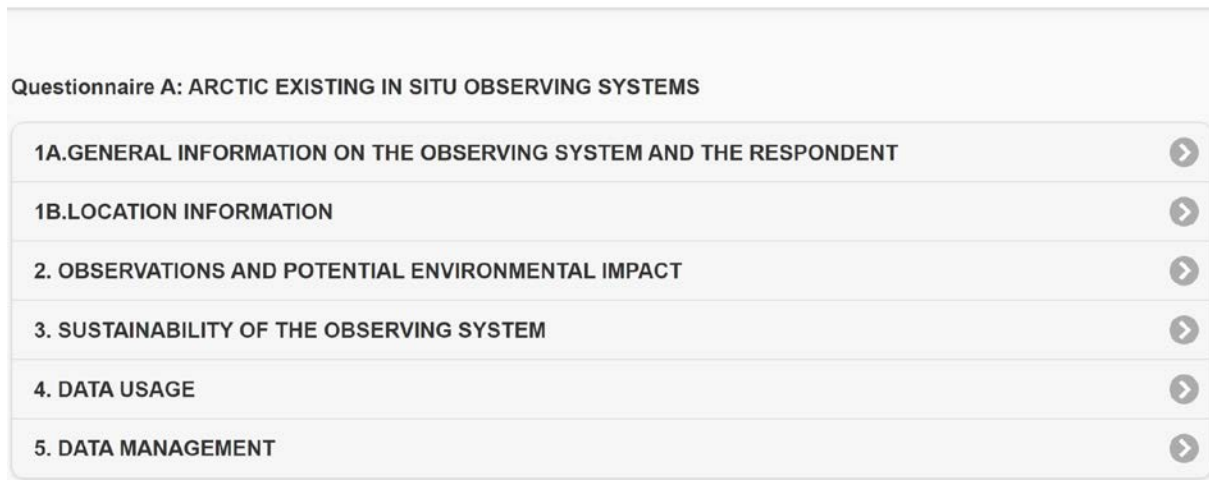 Questionnaire A: ARCTIC EXISTING IN SITU OBSERVING SYSTEMS
1A.GENERAL INFORMATION ON THE OBSERVING SYSTEM AND THE RESPONDENT
1B.LOCATION INFORMATION
2. OBSERVATIONS AND POTENTIAL ENVIRONMENTAL IMPACT
3. SUSTAINABILITY OF THE OBSERVING SYSTEM
4. DATA USAGE
5. DATA MANAGEMENT